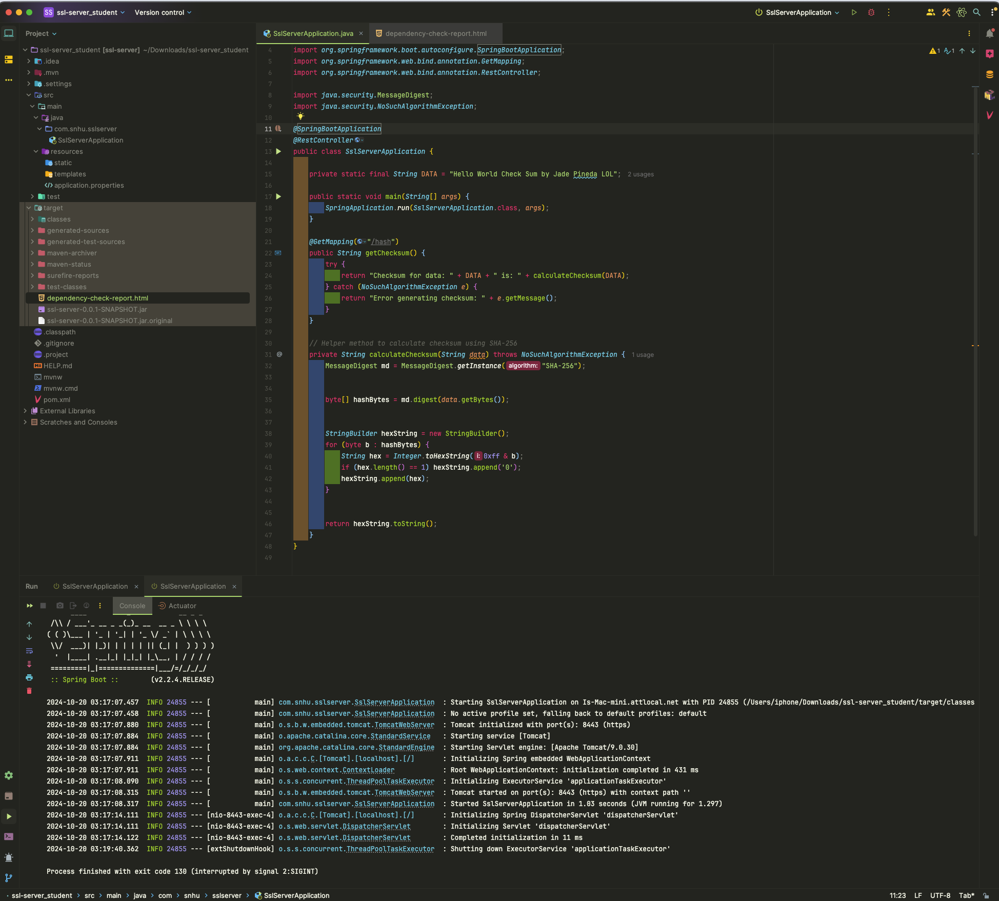 SS ssl-server_student Version control SslServerApplication
Project
ssl-server_student [ssl-server] ~/Downloads/ssl-server_student
.idea
.mvn
.settings
src
main
java
com.snhu.sslserver
SslServerApplication
resources
static
templates
application.properties
test
target
classes
generated-sources
generated-test-sources
maven-archiver
maven-status
surefire-reports
test-classes
dependency-check-report.html
ssl-server-0.0.1-SNAPSHOT.jar
ssl-server-0.0.1-SNAPSHOT.jar.original
.classpath
.gitignore
.project
HELP.md
mvnw
mvnw.cmd
pom.xml
External Libraries
Scratches and Consoles
SslServerApplication.java × dependency-check-report.html
1 1
4 import org.springframework.boot.autoconfigure.SpringBootApplication;
5 import org.springframework.web.bind.annotation.GetMapping;
6 import org.springframework.web.bind.annotation.RestController;
7
8 import java.security.MessageDigest;
9 import java.security.NoSuchAlgorithmException;
10
11 @SpringBootApplication
12 @RestController
13 public class SslServerApplication {
14
15 private static final String DATA = "Hello World Check Sum by Jade Pineda LOL"; 2 usages
16
17 public static void main(String[] args) {
18 SpringApplication.run(SslServerApplication.class, args);
19 }
20
21 @GetMapping("/hash")
22 public String getChecksum() {
23 try {
24 return "Checksum for data: " + DATA + " is: " + calculateChecksum(DATA);
25 } catch (NoSuchAlgorithmException e) {
26 return "Error generating checksum: " + e.getMessage();
27 }
28 }
29
30 // Helper method to calculate checksum using SHA-256
31 @ private String calculateChecksum(String data) throws NoSuchAlgorithmException { 1 usage
32 MessageDigest md = MessageDigest.getInstance( algorithm: "SHA-256");
33
34
35 byte[] hashBytes = md.digest(data.getBytes());
36
37
38 StringBuilder hexString = new StringBuilder();
39 for (byte b : hashBytes) {
40 String hex = Integer.toHexString( i: 0xff & b);
41 if (hex.length() == 1) hexString.append('0');
42 hexString.append(hex);
43 }
44
45
46 return hexString.toString();
47 }
48 }
49
Run SslServerApplication × SslServerApplication ×
Console Actuator
 /\\ / ___'_ __ _ _(_)_ __  __ _ \ \ \ \
( ( )\___ | '_ | '_| | '_ \/ _` | \ \ \ \
 \\/  ___)| |_)| | | | | || (_| |  ) ) ) )
  '  |____| .__|_| |_|_| |_\__, | / / / /
 =========|_|==============|___/=/_/_/_/
 :: Spring Boot ::        (v2.2.4.RELEASE)
2024-10-20 03:17:07.457  INFO 24855 --- [           main] com.snhu.sslserver.SslServerApplication  : Starting SslServerApplication on Is-Mac-mini.attlocal.net with PID 24855 (/Users/iphone/Downloads/ssl-server_student/target/classes
2024-10-20 03:17:07.458  INFO 24855 --- [           main] com.snhu.sslserver.SslServerApplication  : No active profile set, falling back to default profiles: default
2024-10-20 03:17:07.880  INFO 24855 --- [           main] o.s.b.w.embedded.tomcat.TomcatWebServer  : Tomcat initialized with port(s): 8443 (https)
2024-10-20 03:17:07.884  INFO 24855 --- [           main] o.apache.catalina.core.StandardService   : Starting service [Tomcat]
2024-10-20 03:17:07.884  INFO 24855 --- [           main] org.apache.catalina.core.StandardEngine  : Starting Servlet engine: [Apache Tomcat/9.0.30]
2024-10-20 03:17:07.911  INFO 24855 --- [           main] o.a.c.c.C.[Tomcat].[localhost].[/]       : Initializing Spring embedded WebApplicationContext
2024-10-20 03:17:07.911  INFO 24855 --- [           main] o.s.web.context.ContextLoader            : Root WebApplicationContext: initialization completed in 431 ms
2024-10-20 03:17:08.090  INFO 24855 --- [           main] o.s.s.concurrent.ThreadPoolTaskExecutor  : Initializing ExecutorService 'applicationTaskExecutor'
2024-10-20 03:17:08.315  INFO 24855 --- [           main] o.s.b.w.embedded.tomcat.TomcatWebServer  : Tomcat started on port(s): 8443 (https) with context path ''
2024-10-20 03:17:08.317  INFO 24855 --- [           main] com.snhu.sslserver.SslServerApplication  : Started SslServerApplication in 1.03 seconds (JVM running for 1.297)
2024-10-20 03:17:14.111  INFO 24855 --- [nio-8443-exec-4] o.a.c.c.C.[Tomcat].[localhost].[/]       : Initializing Spring DispatcherServlet 'dispatcherServlet'
2024-10-20 03:17:14.111  INFO 24855 --- [nio-8443-exec-4] o.s.web.servlet.DispatcherServlet        : Initializing Servlet 'dispatcherServlet'
2024-10-20 03:17:14.122  INFO 24855 --- [nio-8443-exec-4] o.s.web.servlet.DispatcherServlet        : Completed initialization in 11 ms
2024-10-20 03:19:40.362  INFO 24855 --- [extShutdownHook] o.s.s.concurrent.ThreadPoolTaskExecutor  : Shutting down ExecutorService 'applicationTaskExecutor'
Process finished with exit code 130 (interrupted by signal 2:SIGINT)
ssl-server_student > src > main > java > com > snhu > sslserver > SslServerApplication 11:23 LF UTF-8 Tab*